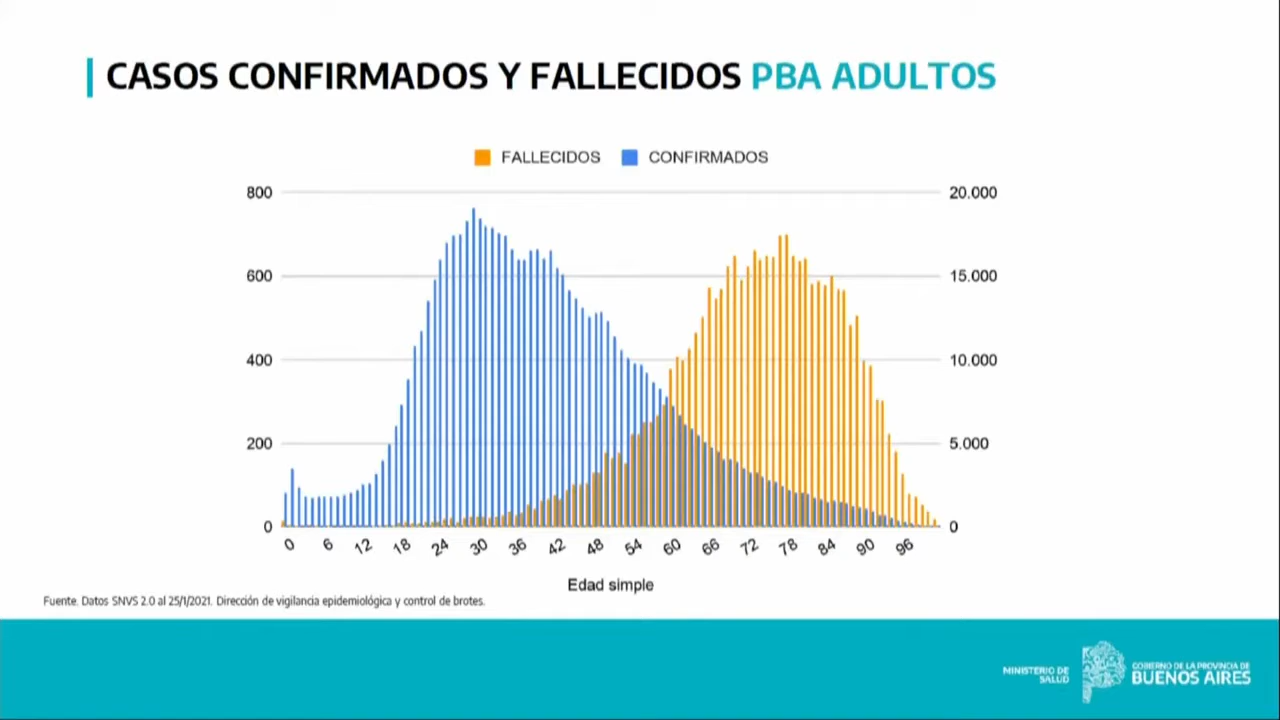 CASOS CONFIRMADOS Y FALLECIDOS PBA ADULTOS
FALLECIDOS CONFIRMADOS
800 20.000
600 15.000
400 10.000
200 5.000
0 0
0 6 12 18 24 30 36 42 48 54 60 66 72 78 84 90 96
Edad simple
Fuente. Datos SNVS 2.0 al 25/1/2021. Dirección de vigilancia epidemiológica y control de brotes.
MINISTERIO DE
SALUD
GOBIERNO DE LA PROVINCIA DE
BUENOS AIRES